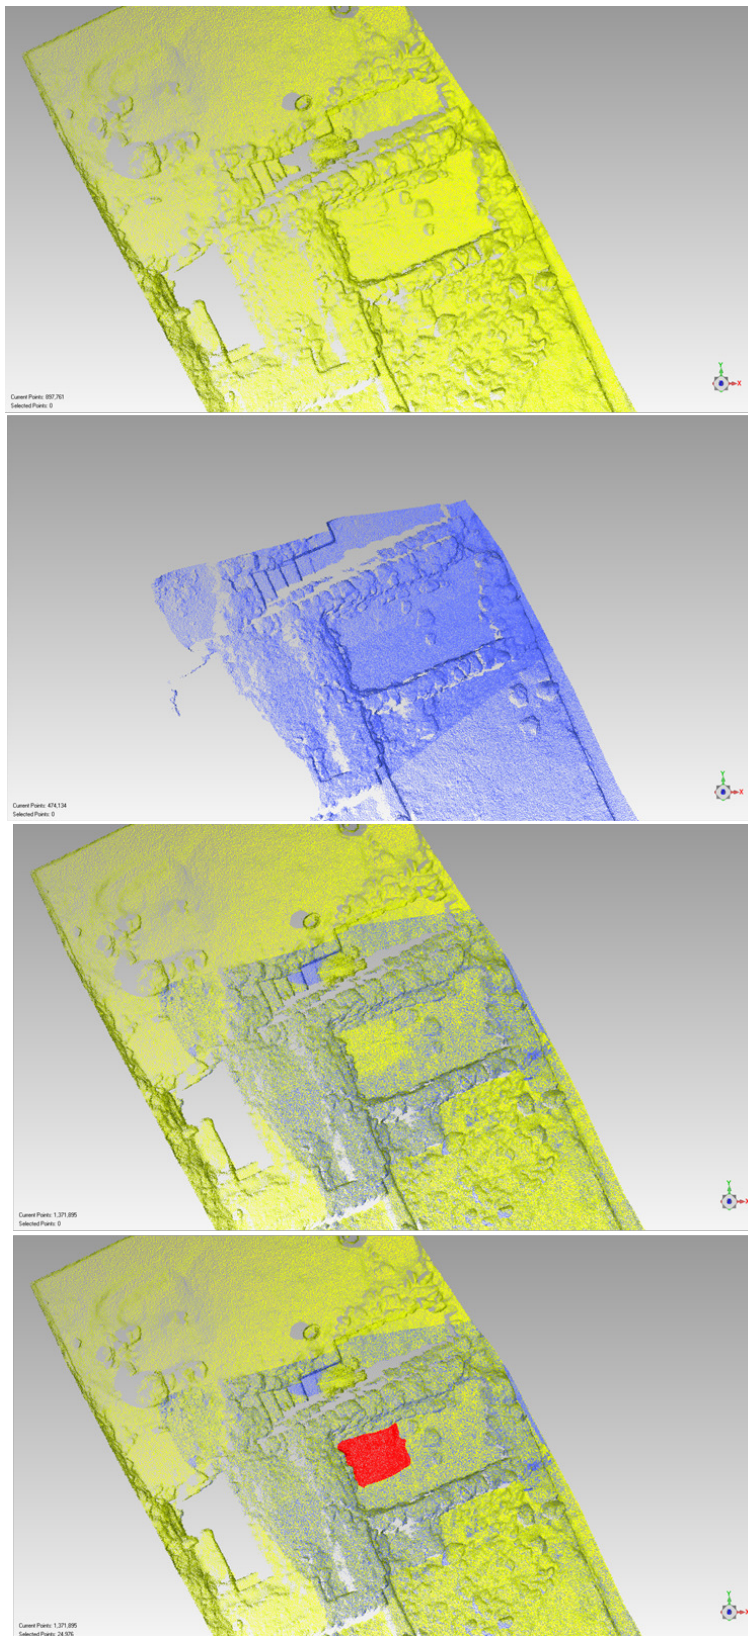 Y
X
Current Points: 897,761
Selected Points: 0
Y
X
Current Points: 474,134
Selected Points: 0
Y
X
Current Points: 1,371,895
Selected Points: 0
Y
X
Current Points: 1,371,895
Selected Points: 24,976